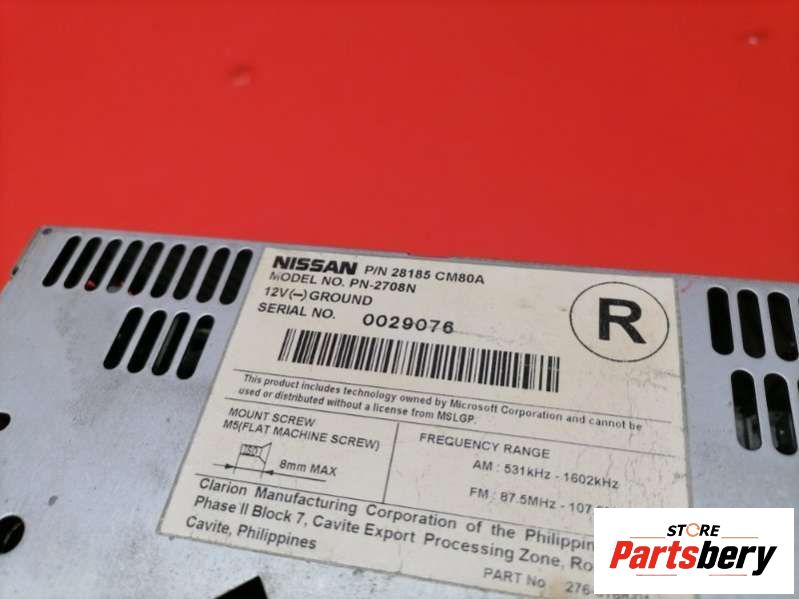 NISSAN P/N 28185 CM80A
MODEL NO. PN-2708N
12V(—)GROUND
SERIAL NO. 0029076
R
This product includes technology owned by Microsoft Corporation and cannot be
used or distributed without a license from MSLGP.
MOUNT SCREW
M5(FLAT MACHINE SCREW)
ISO
8mm MAX
FREQUENCY RANGE
AM : 531kHz - 1602kHz
FM : 87.5MHz - 107
Clarion Manufacturing Corporation of the Philippin
Phase II Block 7, Cavite Export Processing Zone, Ro
Cavite, Philippines
PART No 276
STORE
Partsbery